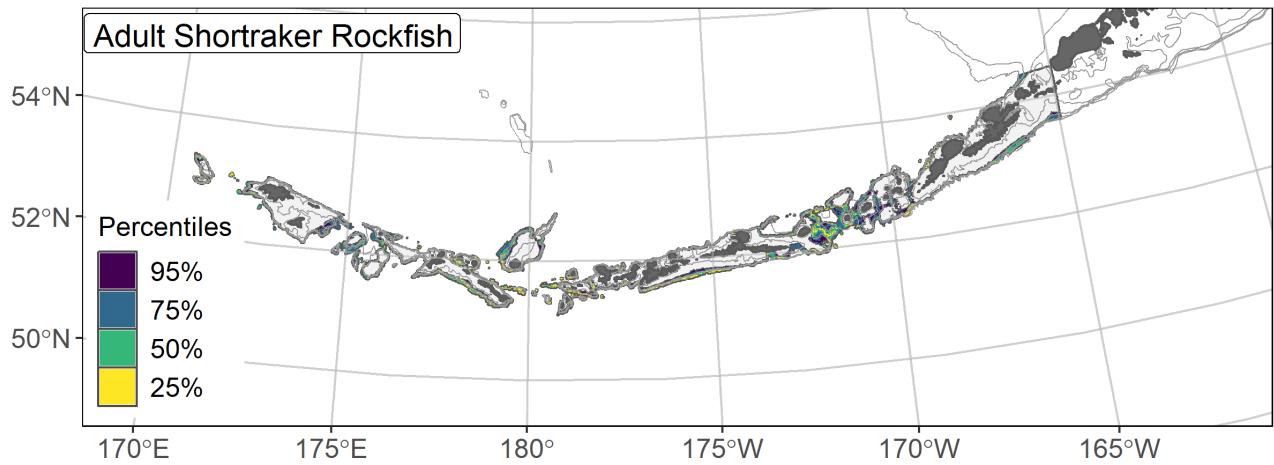 Adult Shortraker Rockfish
54°N
52°N
50°N
Percentiles
95%
75%
50%
25%
170°E
175°E
180°
175°W
170°W
165°W